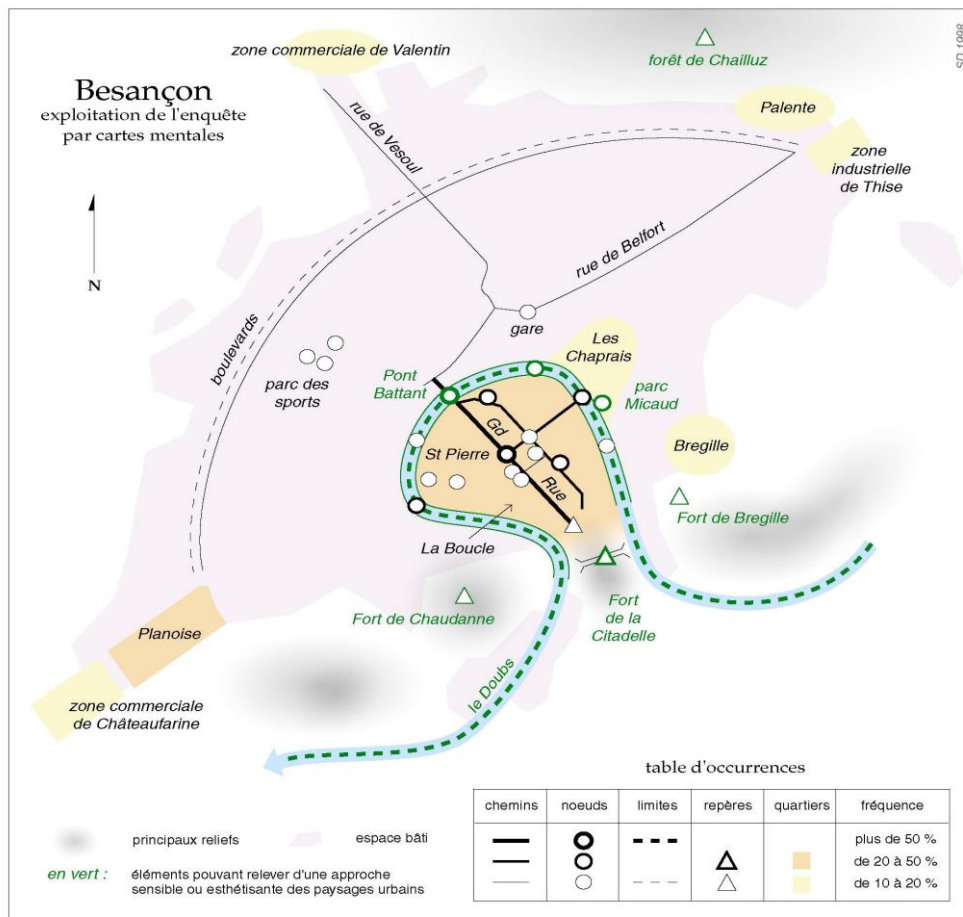 SD 1998
zone commerciale de Valentin
forêt de Chailluz
Besançon
exploitation de l'enquête
par cartes mentales
Palente
rue de Vesoul
zone
industrielle
de Thise
rue de Belfort
N
gare
boulevards
Les
Chaprais
parc des
sports
Pont
Battant
parc
Micaud
Gd
Bregille
St Pierre
Rue
Fort de Bregille
La Boucle
Fort de Chaudanne
Fort
de la
Citadelle
Planoise
le Doubs
zone commerciale
de Châteaufarine
table d'occurrences
chemins noeuds limites repères quartiers fréquence
plus de 50 %
de 20 à 50 %
de 10 à 20 %
principaux reliefs
espace bâti
en vert : éléments pouvant relever d'une approche
sensible ou esthétisante des paysages urbains